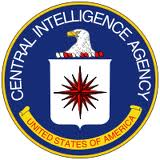 CENTRAL INTELLIGENCE AGENCY
UNITED STATES OF AMERICA